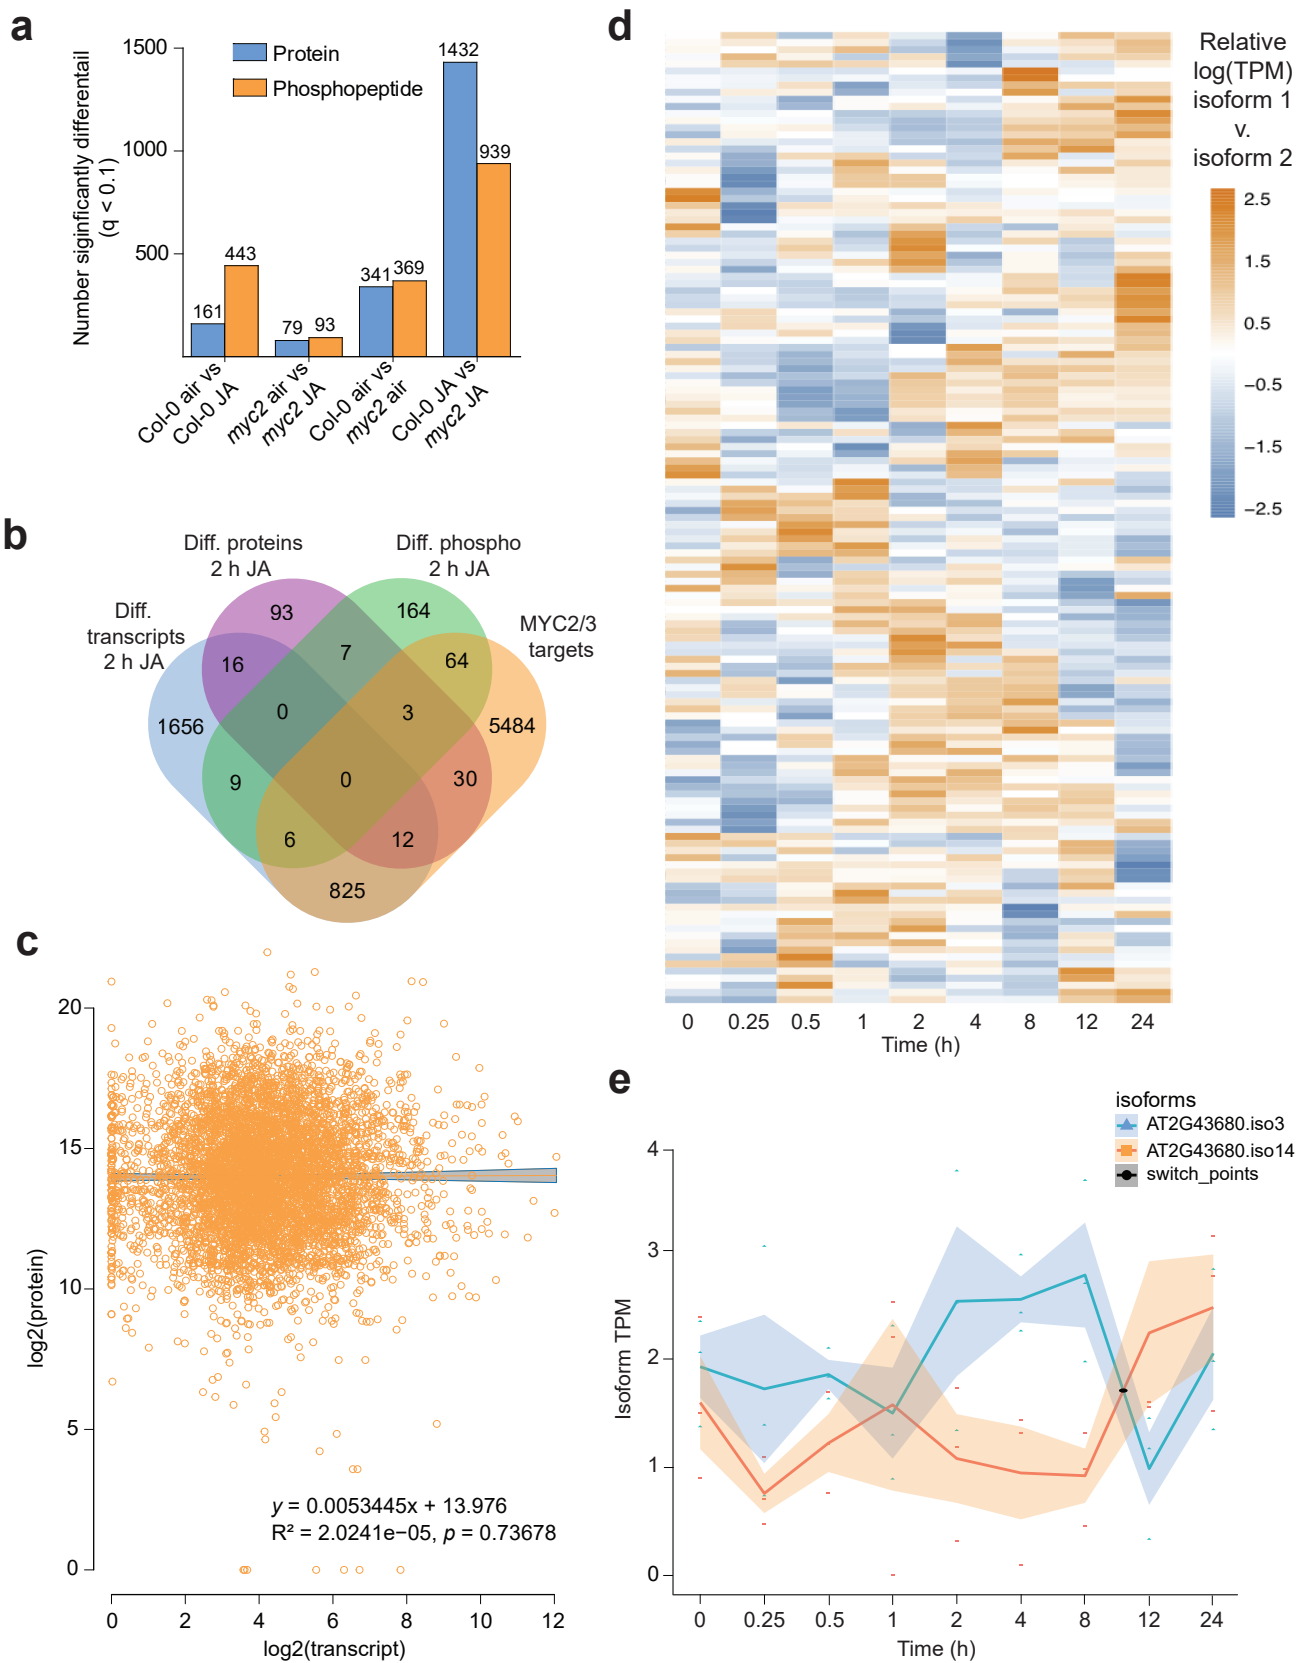 a
1500
1000
500
Number siginficantly differentail
(q < 0.1)
Protein
Phosphopeptide
161
443
79
93
341
369
1432
939
Col-0 air vs
Col-0 JA
myc2 air vs
myc2 JA
Col-0 air vs
myc2 air
Col-0 JA vs
myc2 JA
b
Diff. proteins
2 h JA
Diff. phospho
2 h JA
Diff.
transcripts
2 h JA
MYC2/3
targets
93
164
16
7
64
1656
0
3
5484
9
0
30
6
12
825
c
20
15
10
5
0
log2(protein)
y = 0.0053445x + 13.976
R² = 2.0241e−05, p = 0.73678
0
2
4
6
8
10
12
log2(transcript)
d
Relative
log(TPM)
isoform 1
v.
isoform 2
2.5
1.5
0.5
−0.5
−1.5
−2.5
0
0.25
0.5
1
2
4
8
12
24
Time (h)
e
isoforms
AT2G43680.iso3
AT2G43680.iso14
switch_points
4
3
2
1
0
Isoform TPM
0
0.25
0.5
1
2
4
8
12
24
Time (h)